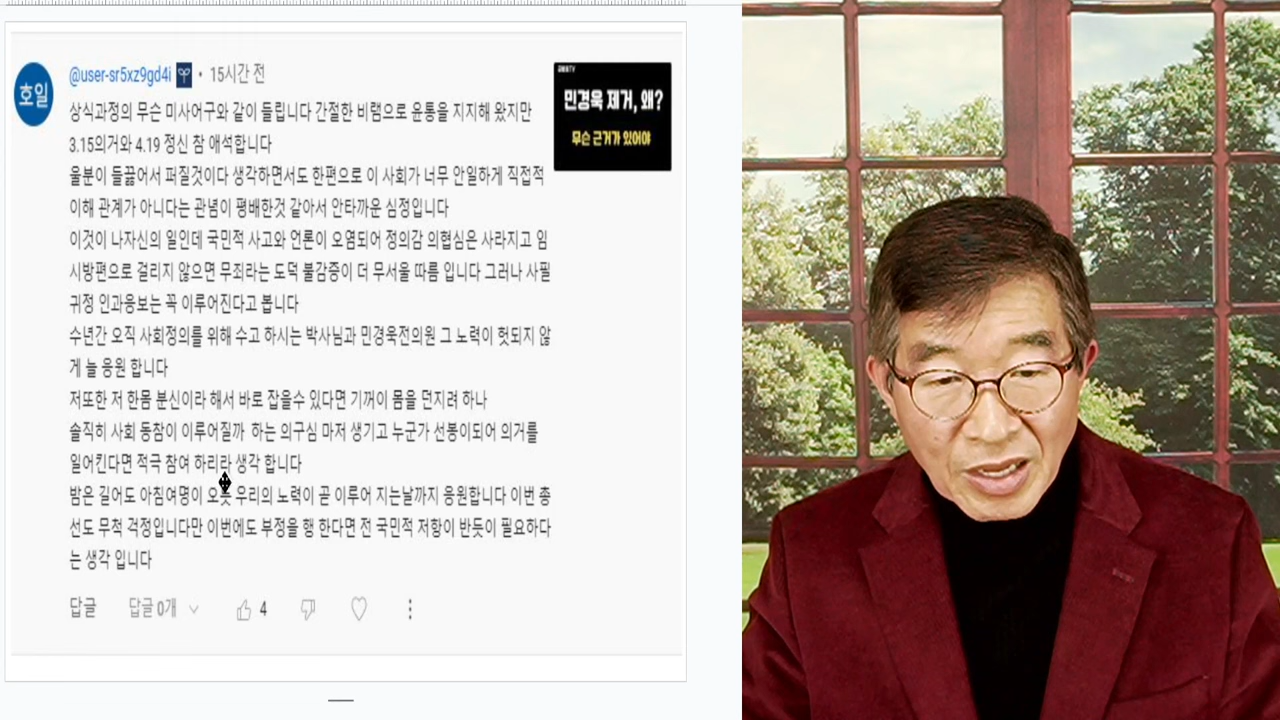 호일
@user-sr5xz9gd4i · 15시간 전
상식과정의 무슨 미사어구와 같이 들립니다 간절한 비램으로 윤통을 지지해 왔지만
3.15의거와 4.19 정신 참 애석합니다
울분이 들끓어서 퍼질것이다 생각하면서도 한편으로 이 사회가 너무 안일하게 직접적
이해 관계가 아니다는 관념이 평배한것 같아서 안타까운 심정입니다
이것이 나자신의 일인데 국민적 사고와 언론이 오염되어 정의감 의협심은 사라지고 임
시방편으로 걸리지 않으면 무죄라는 도덕 불감증이 더 무서울 따름 입니다 그러나 사필
귀정 인과응보는 꼭 이루어진다고 봅니다
수년간 오직 사회정의를 위해 수고 하시는 박사님과 민경욱전의원 그 노력이 헛되지 않
게 늘 응원 합니다
저또한 저 한몸 분신이라 해서 바로 잡을수 있다면 기꺼이 몸을 던지려 하나
솔직히 사회 동참이 이루어질까 하는 의구심 마저 생기고 누군가 선봉이되어 의거를
일어킨다면 적극 참여 하리라 생각 합니다
밤은 길어도 아침여명이 오듯 우리의 노력이 곧 이루어 지는날까지 응원합니다 이번 총
선도 무척 걱정입니다만 이번에도 부정을 행 한다면 전 국민적 저항이 반듯이 필요하다
는 생각 입니다
답글 답글 0개 4
민경욱 제거, 왜?
무슨 근거가 있어야